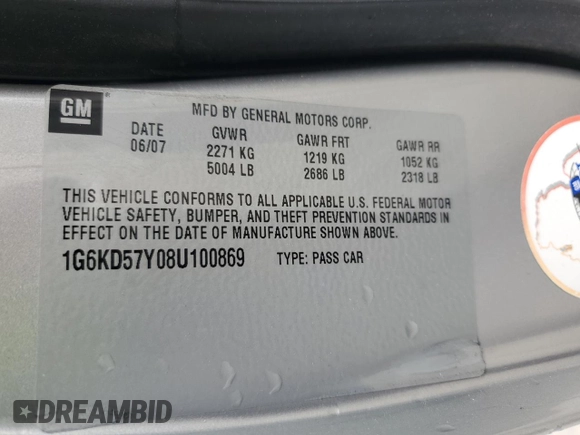 GM
MFD BY GENERAL MOTORS CORP.
DATE GVWR GAWR FRT GAWR RR
06/07 2271 KG 1219 KG 1052 KG
5004 LB 2686 LB 2318 LB
THIS VEHICLE CONFORMS TO ALL APPLICABLE U.S. FEDERAL MOTOR
VEHICLE SAFETY, BUMPER, AND THEFT PREVENTION STANDARDS IN
EFFECT ON THE DATE OF MANUFACTURE SHOWN ABOVE.
1G6KD57Y08U100869 TYPE: PASS CAR
DREAMBID